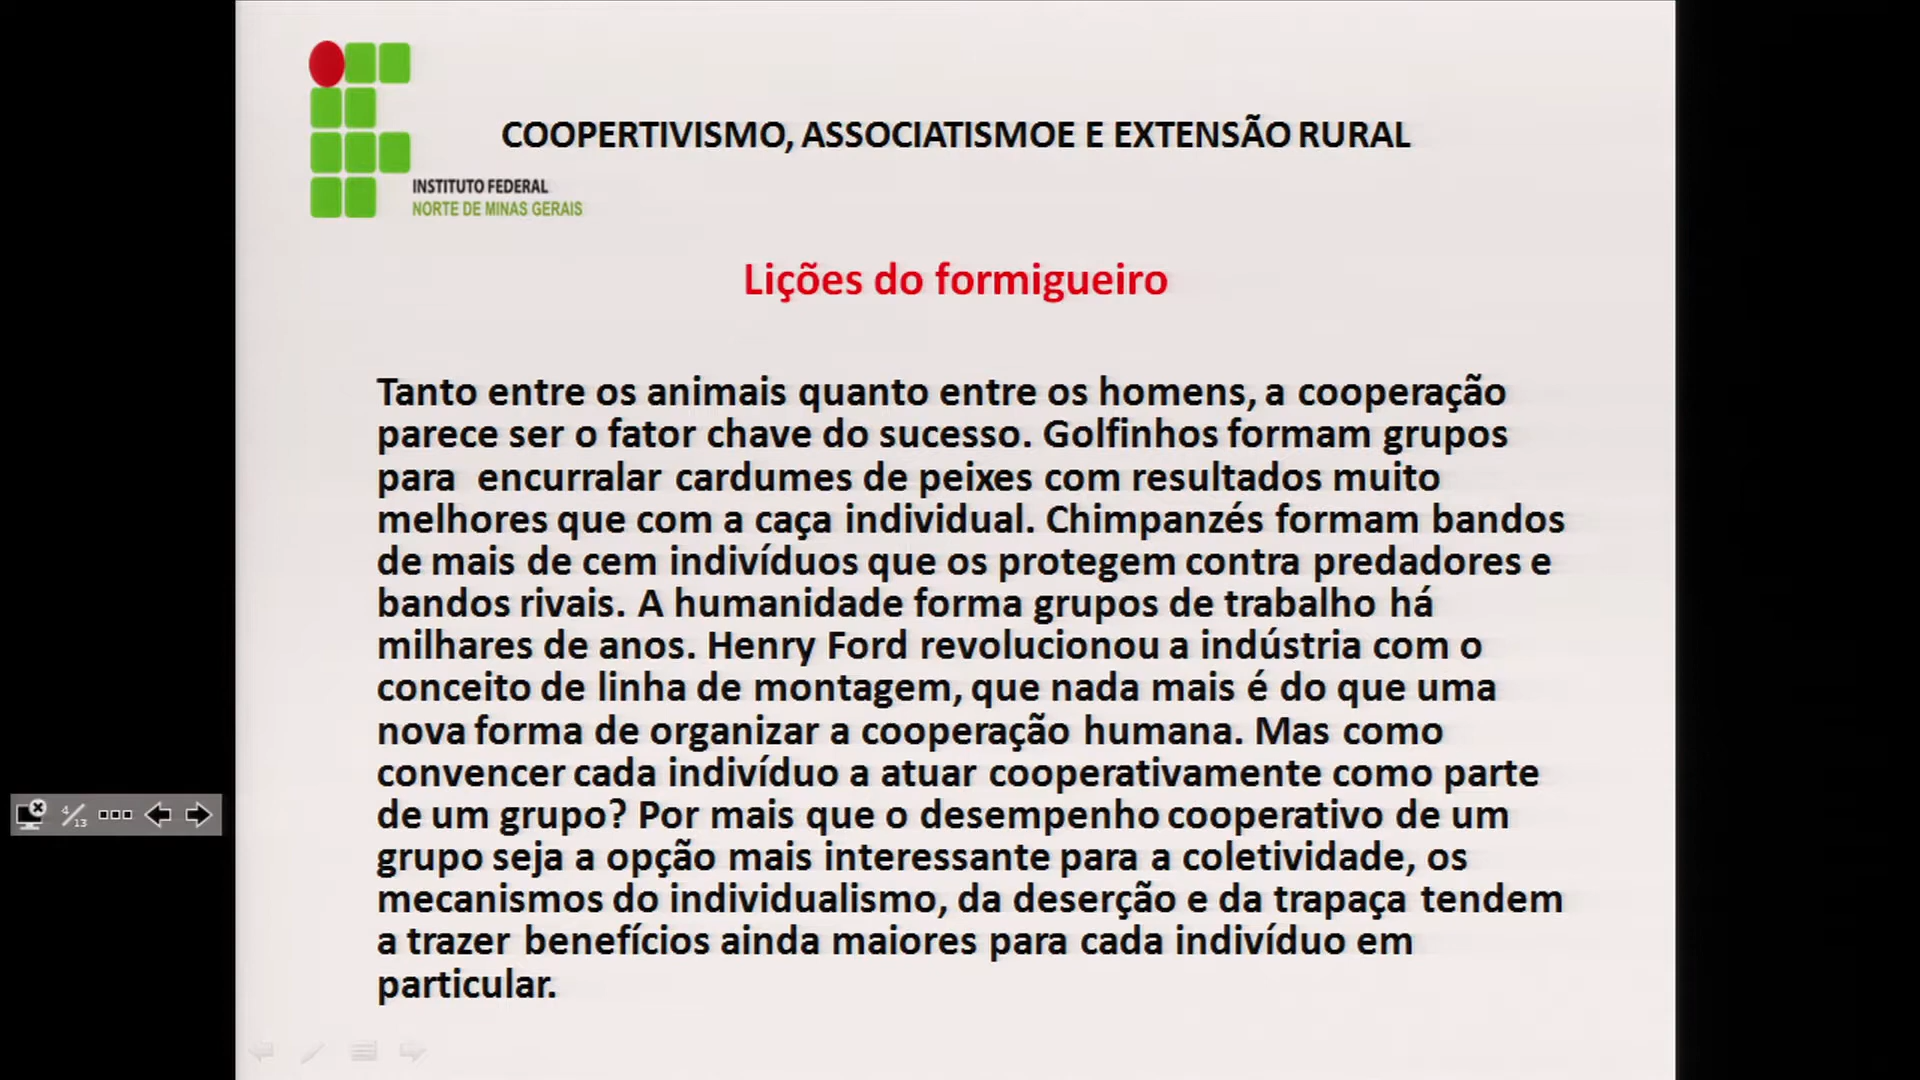 COOPERTIVISMO, ASSOCIATISMOE E EXTENSÃO RURAL
INSTITUTO FEDERAL
NORTE DE MINAS GERAIS
Lições do formigueiro
Tanto entre os animais quanto entre os homens, a cooperação
parece ser o fator chave do sucesso. Golfinhos formam grupos
para encurralar cardumes de peixes com resultados muito
melhores que com a caça individual. Chimpanzés formam bandos
de mais de cem indivíduos que os protegem contra predadores e
bandos rivais. A humanidade forma grupos de trabalho há
milhares de anos. Henry Ford revolucionou a indústria com o
conceito de linha de montagem, que nada mais é do que uma
nova forma de organizar a cooperação humana. Mas como
convencer cada indivíduo a atuar cooperativamente como parte
de um grupo? Por mais que o desempenho cooperativo de um
grupo seja a opção mais interessante para a coletividade, os
mecanismos do individualismo, da deserção e da trapaça tendem
a trazer benefícios ainda maiores para cada indivíduo em
particular.
4/13